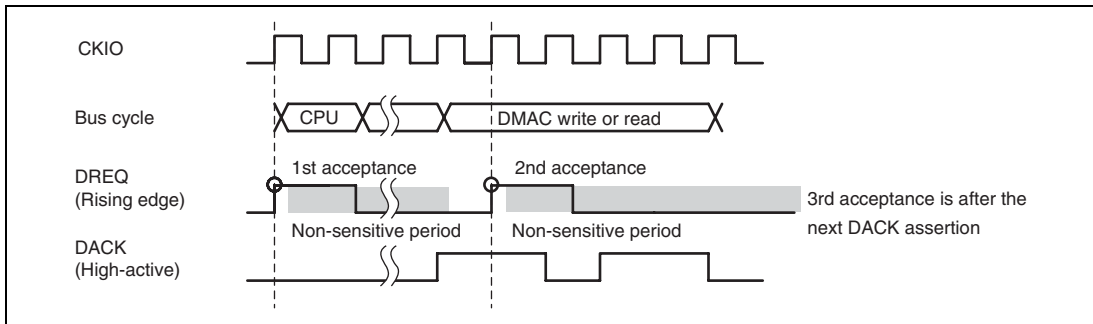 CKIO
Bus cycle
CPU
DMAC write or read
DREQ
(Rising edge)
1st acceptance
2nd acceptance
3rd acceptance is after the
next DACK assertion
Non-sensitive period
Non-sensitive period
DACK
(High-active)